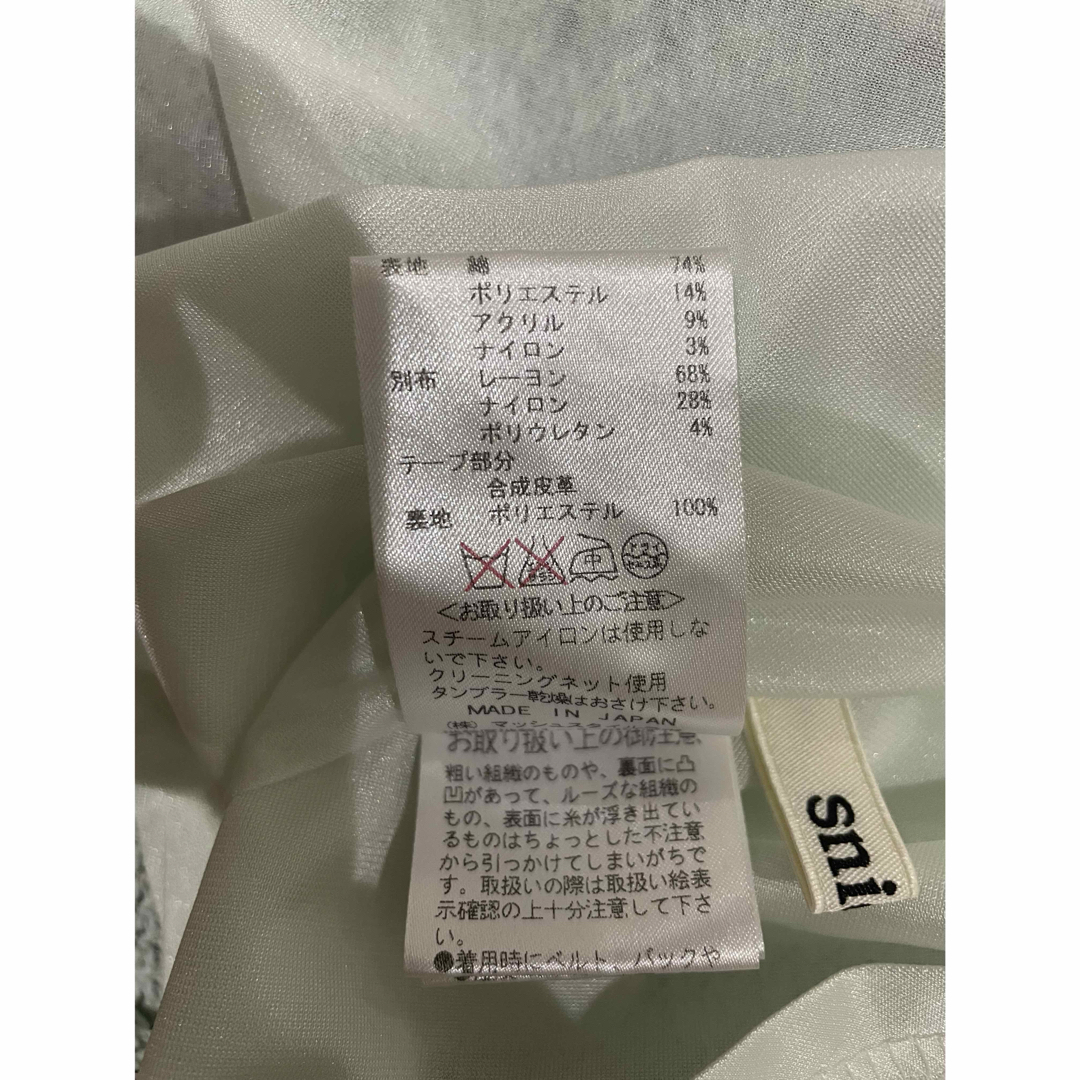 表地 綿 74%
ポリエステル 14%
アクリル 9%
ナイロン 3%
別布 レーヨン 68%
ナイロン 28%
ポリウレタン 4%
テープ部分
合成皮革
裏地 ポリエステル 100%
中
<お取り扱い上のご注意>
スチームアイロンは使用しな
いで下さい。
クリーニングネット使用
タンブラー乾燥はおさけ下さい。
MADE IN JAPAN
(株)
お取り扱い上の御注意
粗い組織のものや、裏面に凸
凹があって、ルーズな組織の
もの、表面に糸が浮き出てい
るものはちょっとした不注意
から引っかけてしまいがちで
す。取扱いの際は取扱い絵表
示確認の上十分注意して下さ
い。
●着用時にベルト、バックや
sni